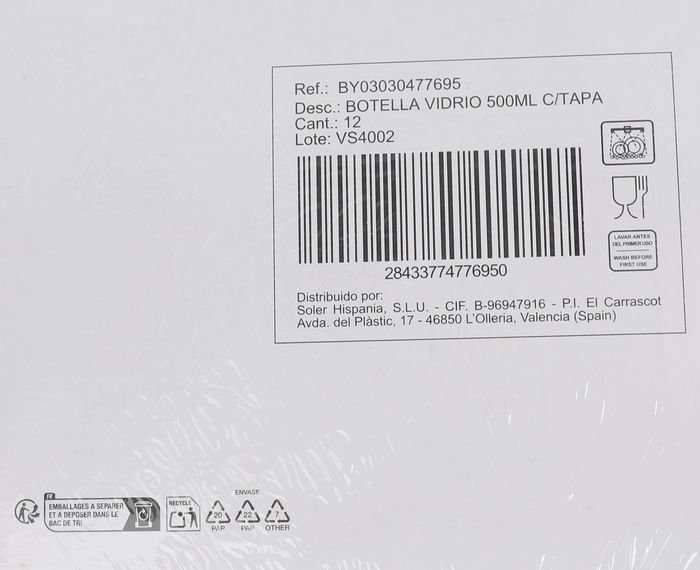 Ref.: BY03030477695
Desc.: BOTELLA VIDRIO 500ML C/TAPA
Cant.: 12
Lote: VS4002
LAVAR ANTES
DEL PRIMER USO
WASH BEFORE
FIRST USE
28433774776950
Distribuido por:
Soler Hispania, S.L.U. - CIF. B-96947916 - P.I. El Carrascot
Avda. del Plàstic, 17 - 46850 L'Olleria, Valencia (Spain)
FR
EMBALLAGES A SEPARER
ET A DEPOSER DANS LE
BAC DE TRI
RECYCLE
ENVASE
20 22 7
PAP PAP OTHER